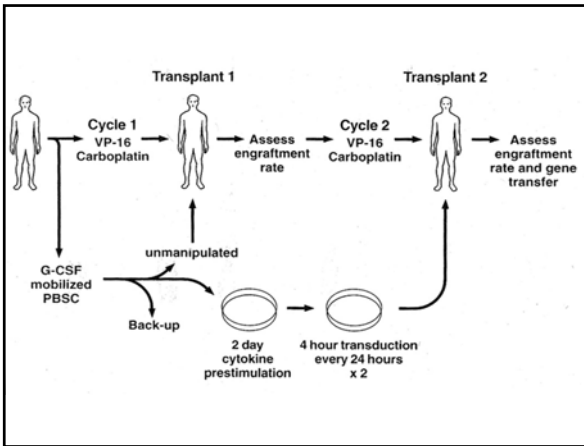 Transplant 1
Transplant 2
Cycle 1
VP-16
Carboplatin
Assess
engraftment
rate
Cycle 2
VP-16
Carboplatin
Assess
engraftment
rate and gene
transfer
G-CSF
mobilized
PBSC
unmanipulated
Back-up
2 day
cytokine
prestimulation
4 hour transduction
every 24 hours
x 2